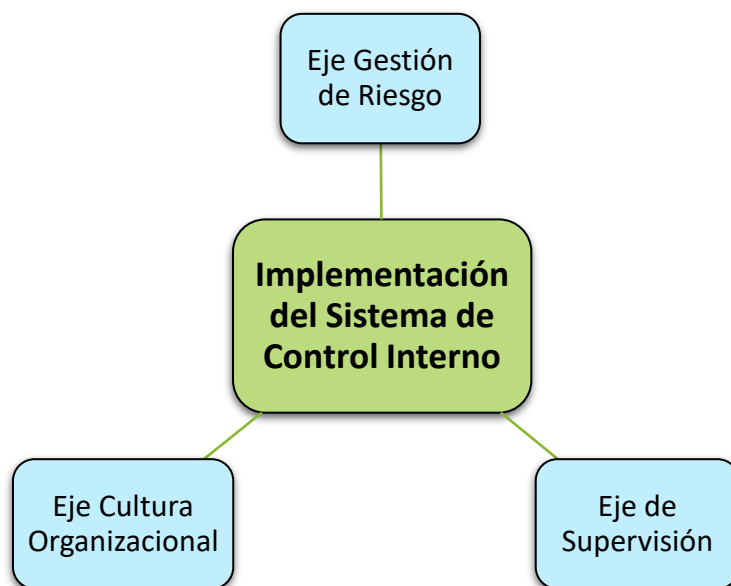 Eje Gestión
de Riesgo
Implementación
del Sistema de
Control Interno
Eje Cultura
Organizacional
Eje de
Supervisión